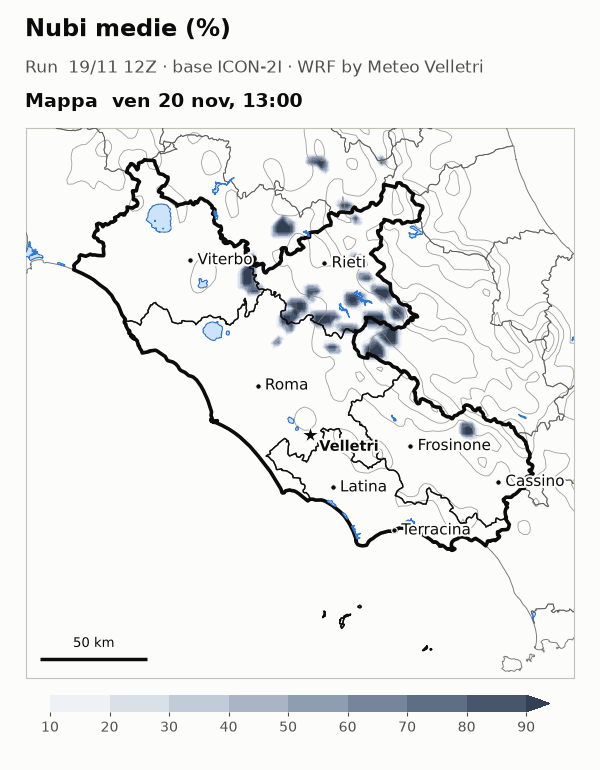 Nubi medie (%)
Run  19/11 12Z · base ICON-2I · WRF by Meteo Velletri
Mappa  ven 20 nov, 13:00
Viterbo
Rieti
Roma
Velletri
Frosinone
Cassino
Latina
Terracina
50 km
10 20 30 40 50 60 70 80 90